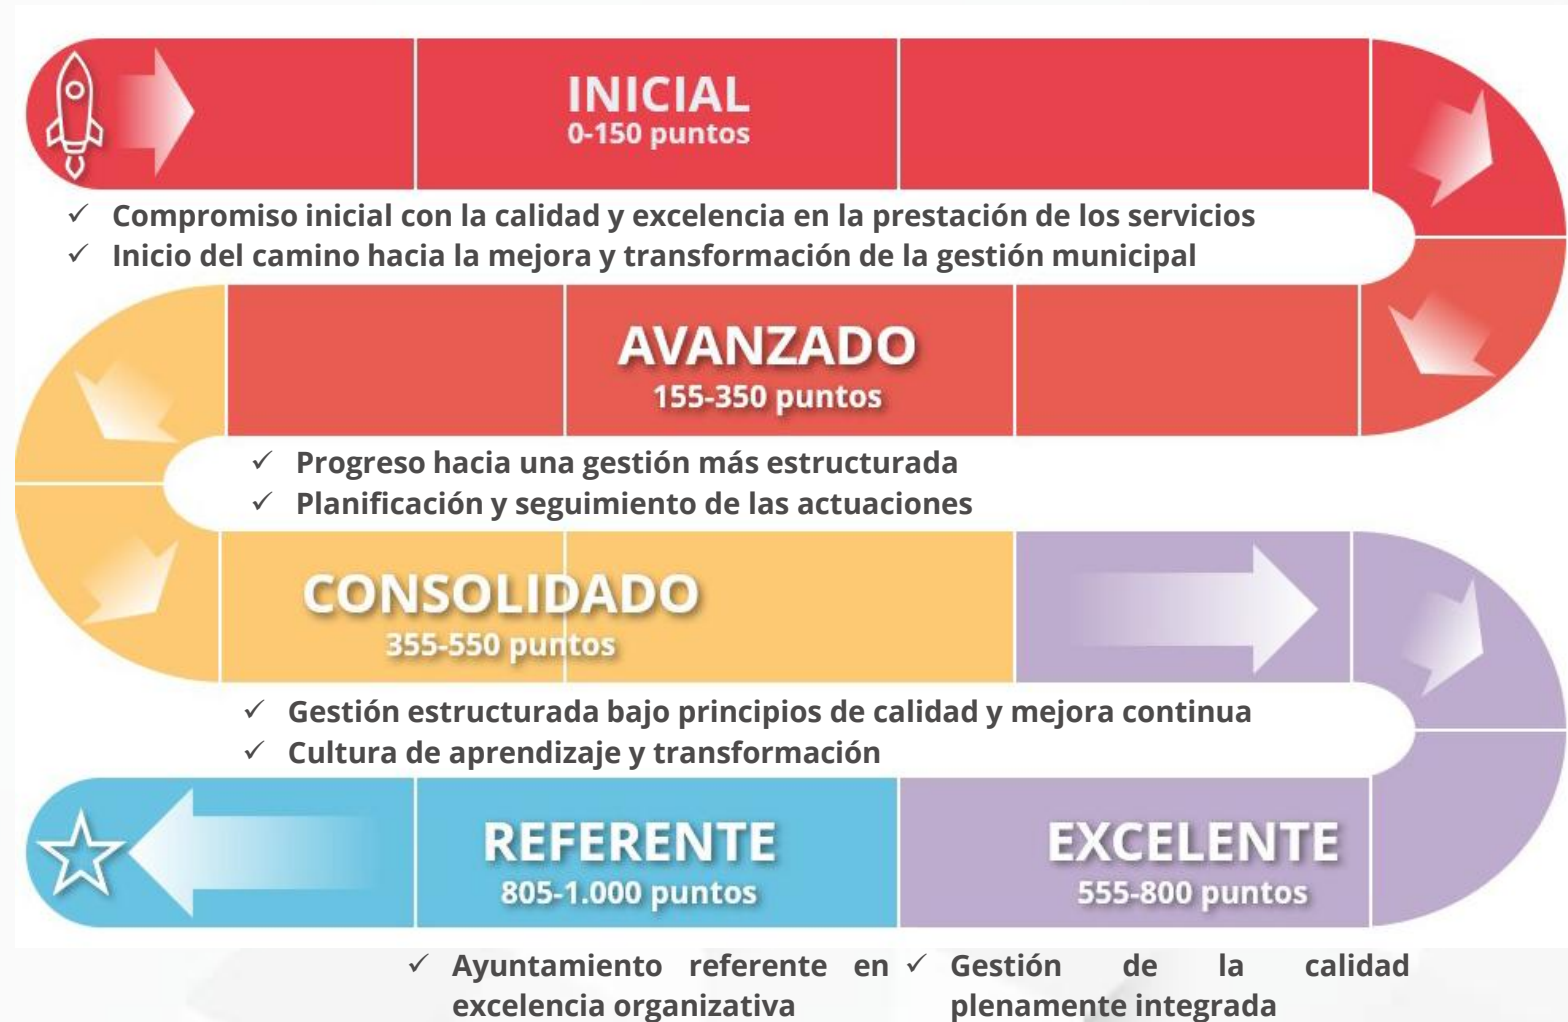 INICIAL
0-150 puntos
✓ Compromiso inicial con la calidad y excelencia en la prestación de los servicios
✓ Inicio del camino hacia la mejora y transformación de la gestión municipal
AVANZADO
155-350 puntos
✓ Progreso hacia una gestión más estructurada
✓ Planificación y seguimiento de las actuaciones
CONSOLIDADO
355-550 puntos
✓ Gestión estructurada bajo principios de calidad y mejora continua
✓ Cultura de aprendizaje y transformación
REFERENTE
805-1.000 puntos
✓ Ayuntamiento referente en
excelencia organizativa
EXCELENTE
555-800 puntos
✓ Gestión de la calidad
plenamente integrada